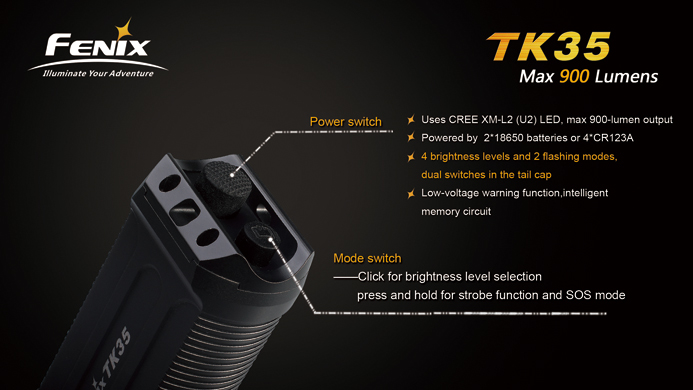 FENIX
Illuminate Your Adventure
TK35
Max 900 Lumens
Power switch
Uses CREE XM-L2 (U2) LED, max 900-lumen output
Powered by 2*18650 batteries or 4*CR123A
4 brightness levels and 2 flashing modes,
dual switches in the tail cap
Low-voltage warning function,intelligent
memory circuit
Mode switch
——Click for brightness level selection
press and hold for strobe function and SOS mode
TK35